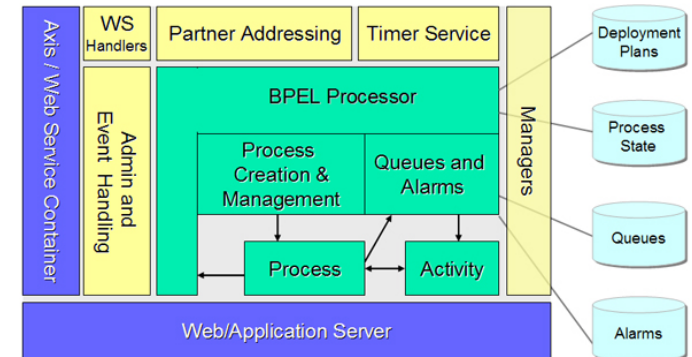 Axis / Web Service Container
WS
Handlers
Partner Addressing
Timer Service
Admin and
Event Handling
BPEL Processor
Process
Creation &
Management
Queues and
Alarms
Process
Activity
Managers
Web/Application Server
Deployment
Plans
Process
State
Queues
Alarms